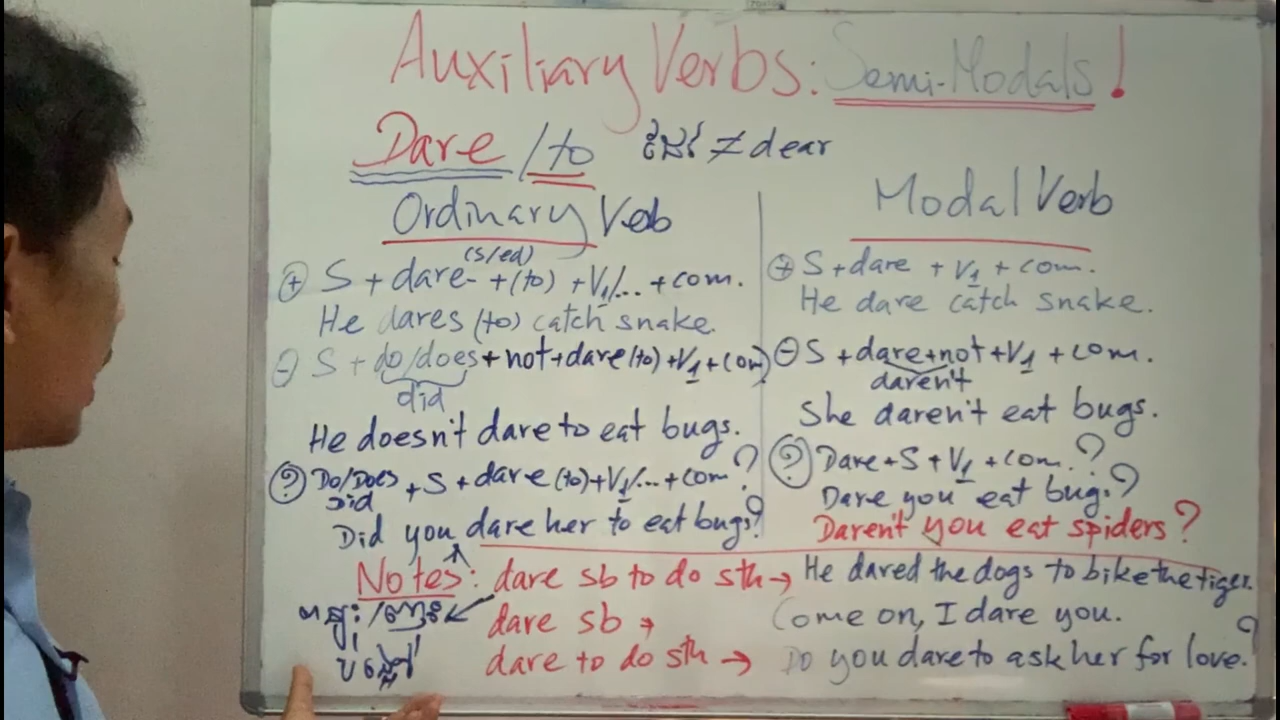 Auxiliary Verbs: Semi-Modals!
Dare / to ≠ dear
Ordinary Veb
(s/ed)
⊕ S + dare- + (to) + V1/... + com.
He dares (to) catch snake.
⊖ S + do/does + not + dare (to) + V1 + com
did
He doesn't dare to eat bugs.
? Do/Does + S + dare (to) + V1/... + com ?
Did
Did you dare her to eat bugs?
Modal Verb
⊕ S + dare + V1 + com.
He dare catch snake.
⊖ S + dare + not + V1 + com.
daren't
She daren't eat bugs.
? Dare + S + V1 + com. ?
Dare you eat bug.?
Daren't you eat spiders?
Notes: dare sb to do sth → He dared the dogs to bike the tiger.
dare sb → Come on, I dare you.
dare to do sth → Do you dare to ask her for love.?